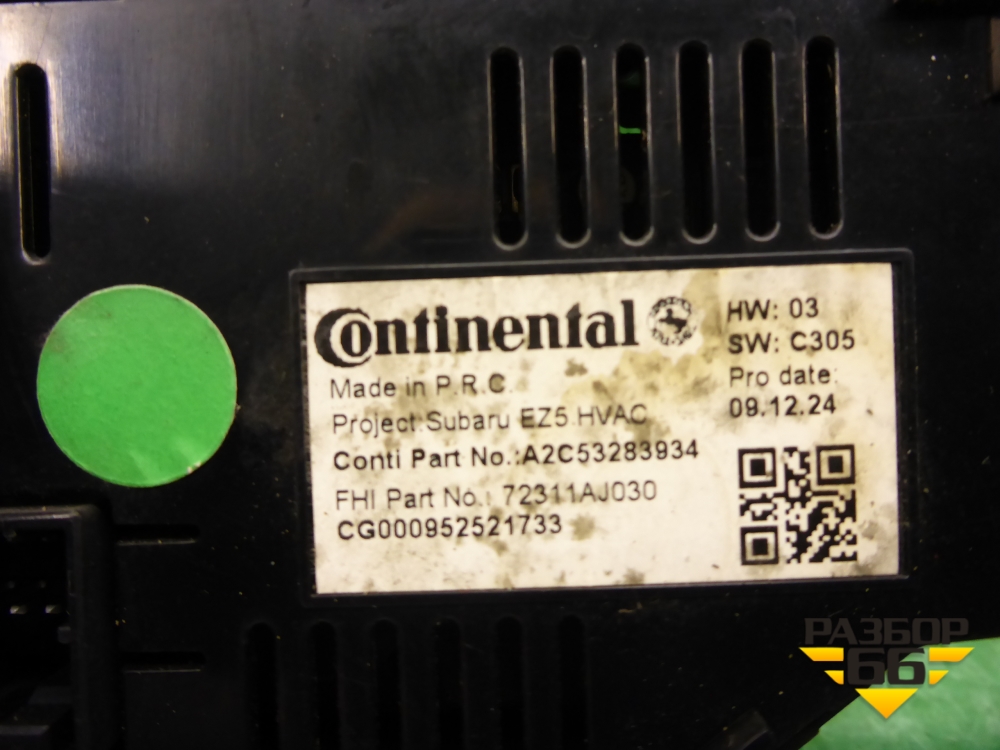 Continental
Made in P.R.C.
Project:Subaru EZ5 HVAC
Conti Part No.:A2C53283934
FHI Part No.: 72311AJ030
CG000952521733
HW: 03
SW: C305
Pro date:
09.12.24
РАЗБОР
66